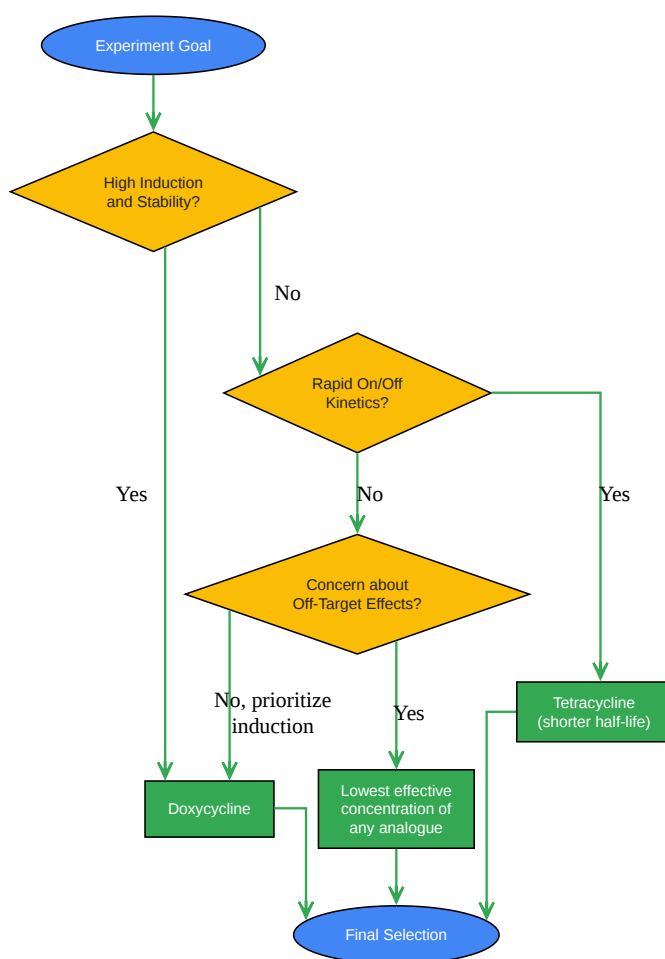 Experiment Goal
High Induction
and Stability?
No
Rapid On/Off
Kinetics?
Yes
No
Yes
Concern about
Off-Target Effects?
No, prioritize
induction
Yes
Tetracycline
(shorter half-life)
Doxycycline
Lowest effective
concentration of
any analogue
Final Selection